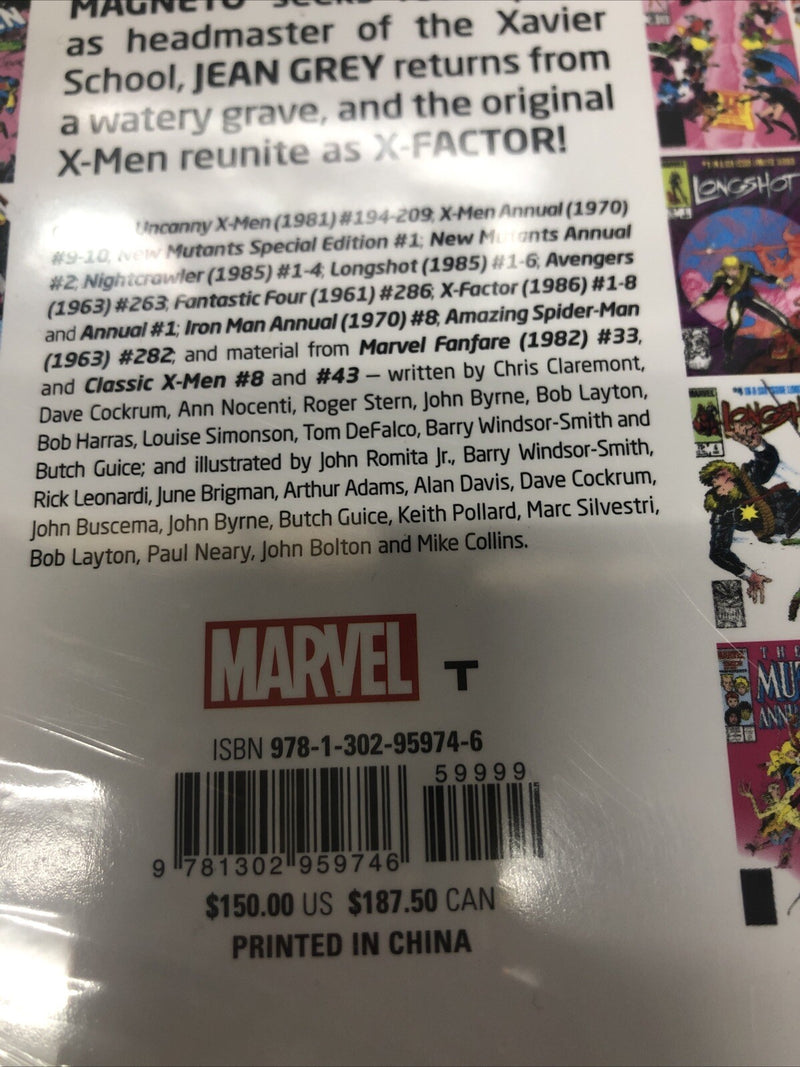 MAGNETO SEEKS
as headmaster of the Xavier
School, JEAN GREY returns from
a watery grave, and the original
X-Men reunite as X-FACTOR!
Uncanny X-Men (1981) #194-209; X-Men Annual (1970)
#9-10, New Mutants Special Edition #1; New Mutants Annual
#2; Nightcrawler (1985) #1-4; Longshot (1985) #1-6; Avengers
(1963) #263; Fantastic Four (1961) #286; X-Factor (1986) #1-8
and Annual #1; Iron Man Annual (1970) #8; Amazing Spider-Man
(1963) #282; and material from Marvel Fanfare (1982) #33,
and Classic X-Men #8 and #43 — written by Chris Claremont,
Dave Cockrum, Ann Nocenti, Roger Stern, John Byrne, Bob Layton,
Bob Harras, Louise Simonson, Tom DeFalco, Barry Windsor-Smith and
Butch Guice; and illustrated by John Romita Jr., Barry Windsor-Smith,
Rick Leonardi, June Brigman, Arthur Adams, Alan Davis, Dave Cockrum,
John Buscema, John Byrne, Butch Guice, Keith Pollard, Marc Silvestri,
Bob Layton, Paul Neary, John Bolton and Mike Collins.
MARVEL T
ISBN 978-1-302-95974-6
59999
9 781302 959746
$150.00 US $187.50 CAN
PRINTED IN CHINA
LONGSHOT
MARVEL
THE